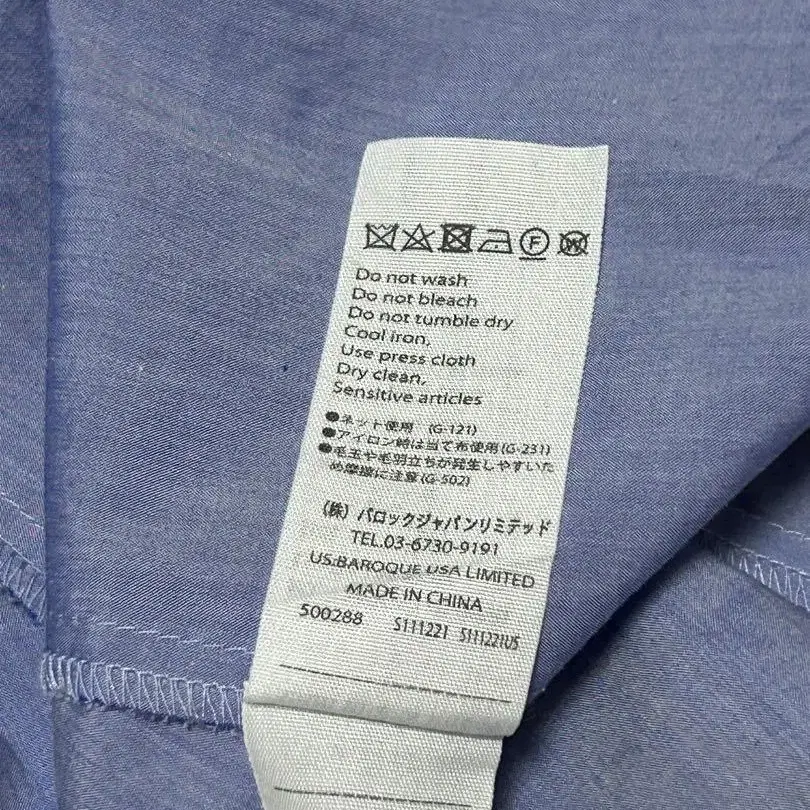 F W
Do not wash
Do not bleach
Do not tumble dry
Cool iron,
Use press cloth
Dry clean,
Sensitive articles
●ネット使用 (G-121)
●アイロン時は当て布使用(G-231)
●毛玉や毛羽立ちが発生しやすいた
め摩擦に注意(G-502)
(株) バロックジャパンリミテッド
TEL.03-6730-9191
US:BAROQUE USA LIMITED
MADE IN CHINA
500288 S111221 S111221US